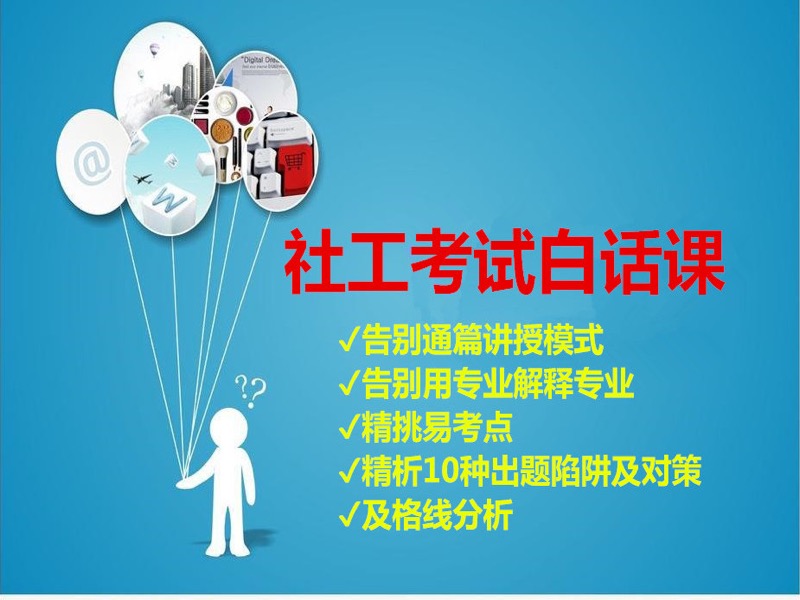 "Digital Oro
@
W
W
??
社工考试白话课
✓告别通篇讲授模式
✓告别用专业解释专业
✓精挑易考点
✓精析10种出题陷阱及对策
✓及格线分析